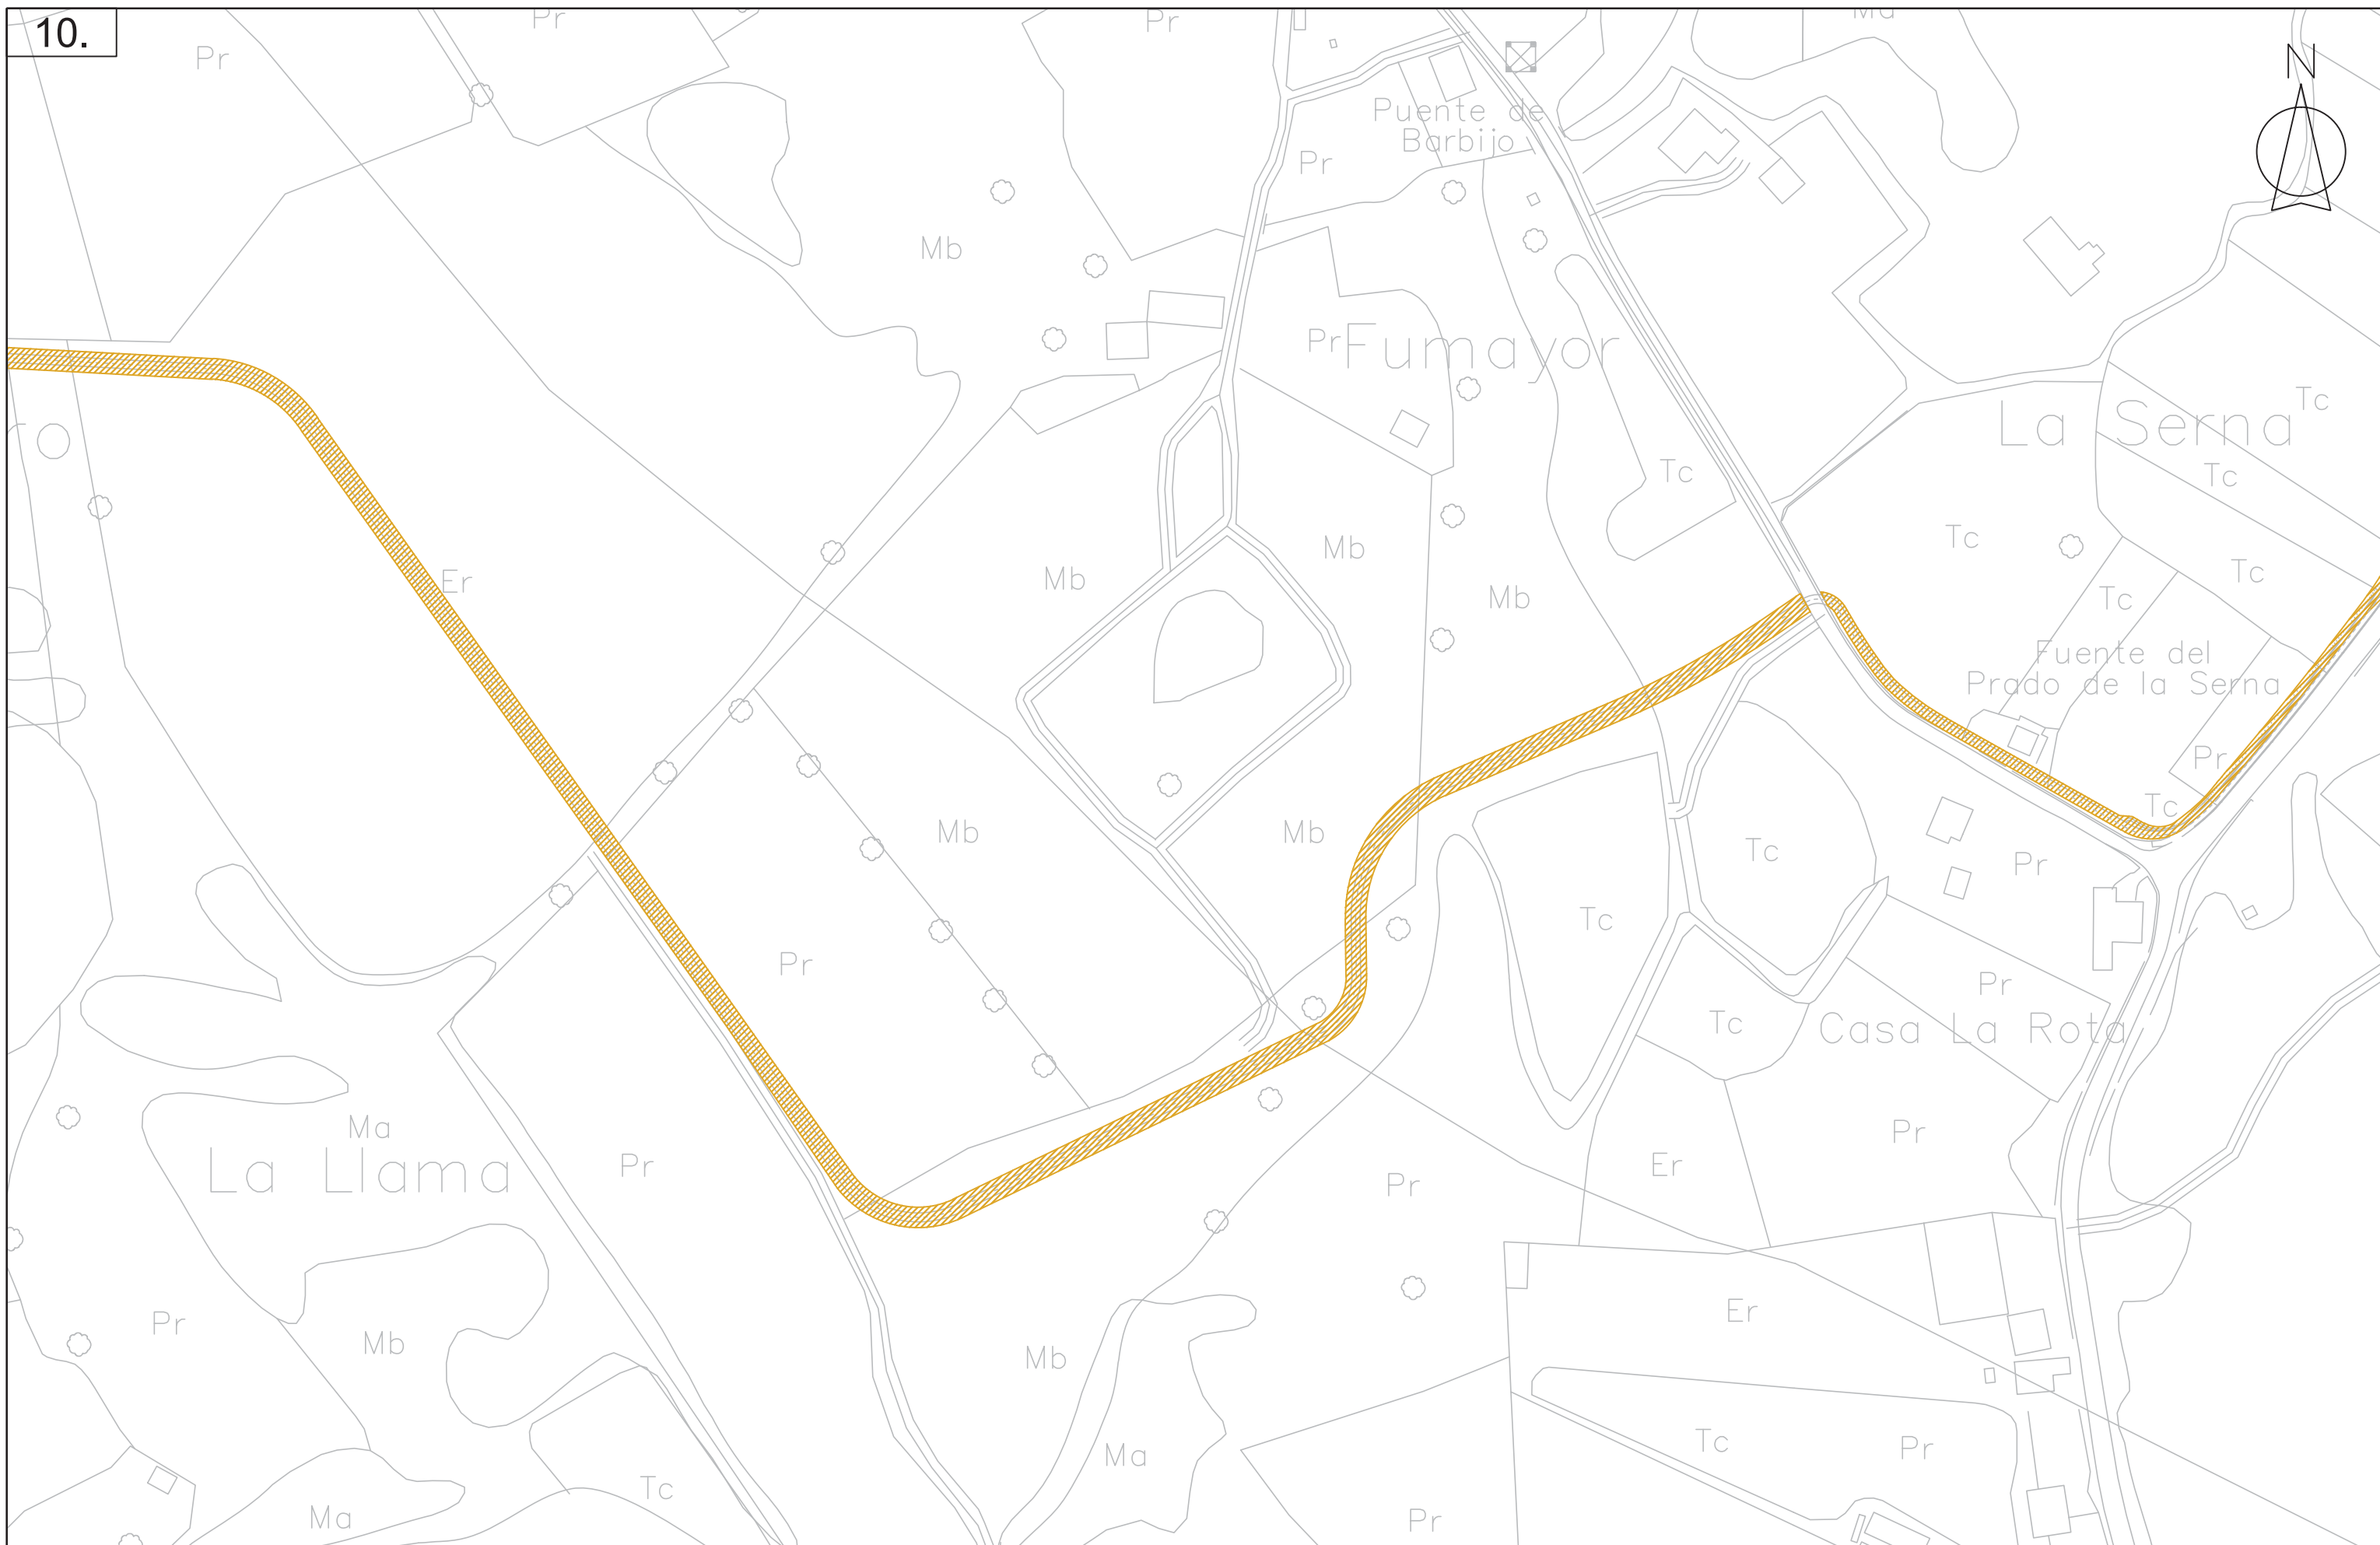 10.
Pr
Pr
Pr
Ma
N
Puente de
Barbijo
Pr
Mb
Pr
Fumayor
Tc
La Serna
Tc
Tc
Tc
O
Er
Mb
Mb
Mb
Tc
Tc
Fuente del
Prado de la Serna
Pr
Tc
Mb
Mb
Tc
Pr
Tc
Pr
Pr
Tc
Casa La Rota
Ma
La Llama
Pr
Pr
Er
Pr
Pr
Mb
Mb
Er
Ma
Tc
Pr
Tc
Ma
Pr